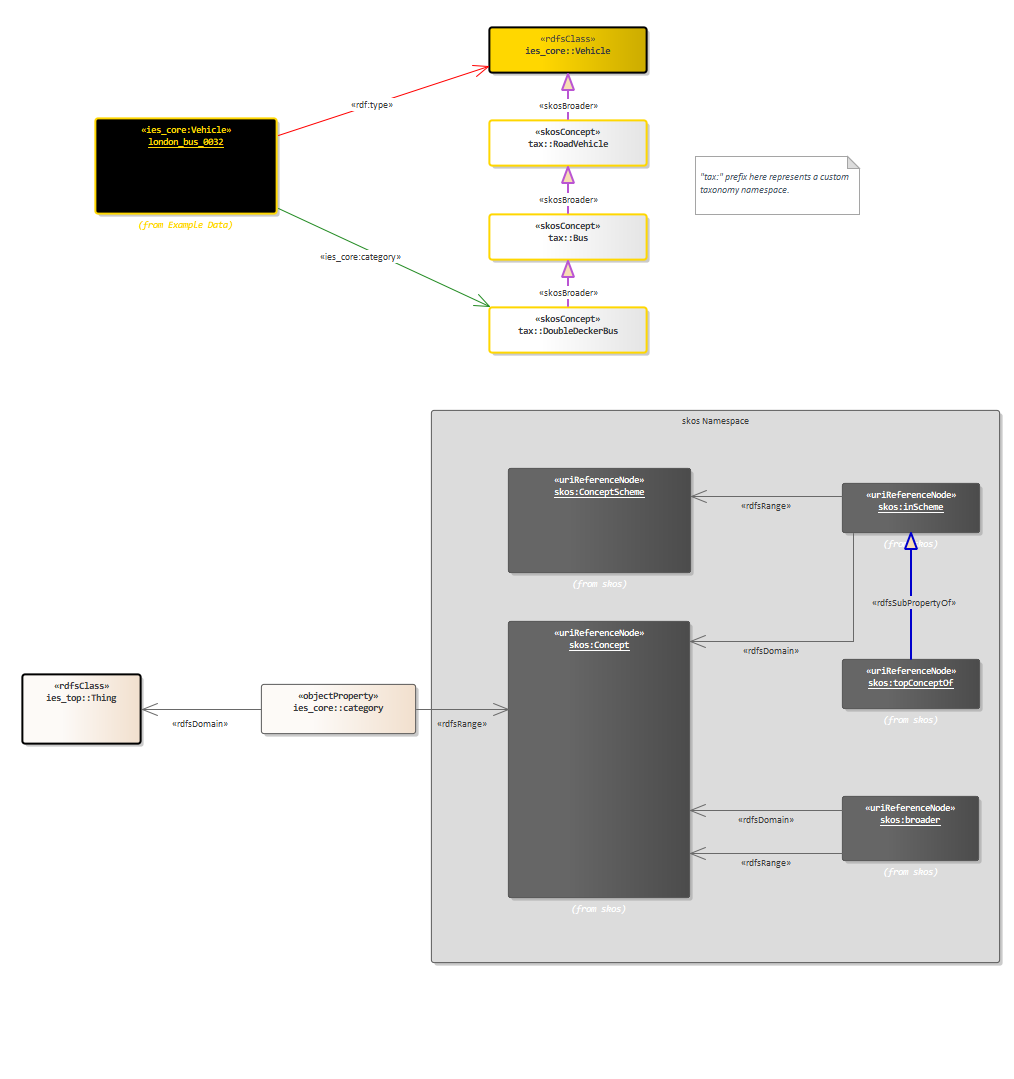 «rdfsClass»
ies_core::Vehicle
«rdf:type»
«skosBroader»
«ies_core:Vehicle»
london_bus_0032
(from Example Data)
«skosConcept»
tax::RoadVehicle
"tax:" prefix here represents a custom
taxonomy namespace.
«skosBroader»
«skosConcept»
tax::Bus
«ies_core:category»
«skosBroader»
«skosConcept»
tax::DoubleDeckerBus
skos Namespace
«uriReferenceNode»
skos:ConceptScheme
(from skos)
«rdfsRange»
«uriReferenceNode»
skos:inScheme
(from skos)
«rdfsSubPropertyOf»
«uriReferenceNode»
skos:Concept
(from skos)
«rdfsDomain»
«uriReferenceNode»
skos:topConceptOf
(from skos)
«rdfsClass»
ies_top::Thing
«rdfsDomain»
«objectProperty»
ies_core::category
«rdfsRange»
«rdfsDomain»
«rdfsRange»
«uriReferenceNode»
skos:broader
(from skos)